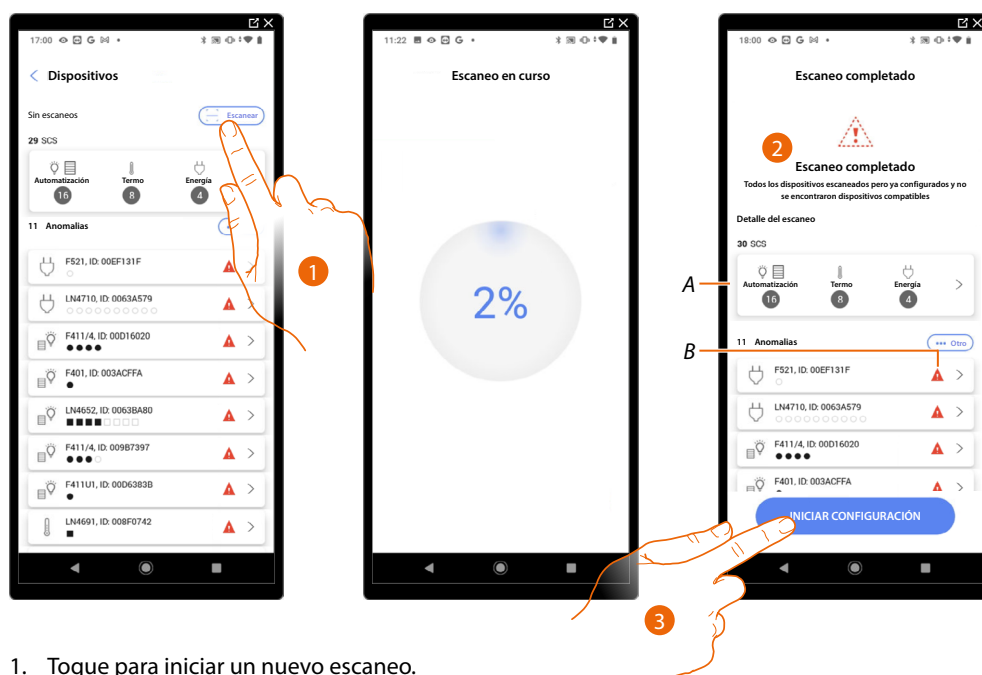 17:00
Dispositivos
Sin escaneos
Escanear
29 SCS
Automatización Termo Energía
16 8 4
11 Anomalias
F521, ID: 00EF131F
LN4710, ID: 0063A579
F411/4, ID: 00D16020
F401, ID: 003ACFFA
LN4652, ID: 0063BA80
F411/4, ID: 009B7397
F411U1, ID: 00D6383B
LN4691, ID: 008F0742
1
11:22
Escaneo en curso
2%
18:00
Escaneo completado
2
Escaneo completado
Todos los dispositivos escaneados pero ya configurados y no
se encontraron dispositivos compatibles
Detalle del escaneo
30 SCS
A
Automatización Termo Energía
16 8 4
B
11 Anomalias
Otro
F521, ID: 00EF131F
LN4710, ID: 0063A579
F411/4, ID: 00D16020
F401, ID: 003ACFFA
INICIAR CONFIGURACIÓN
3
1. Toque para iniciar un nuevo escaneo.